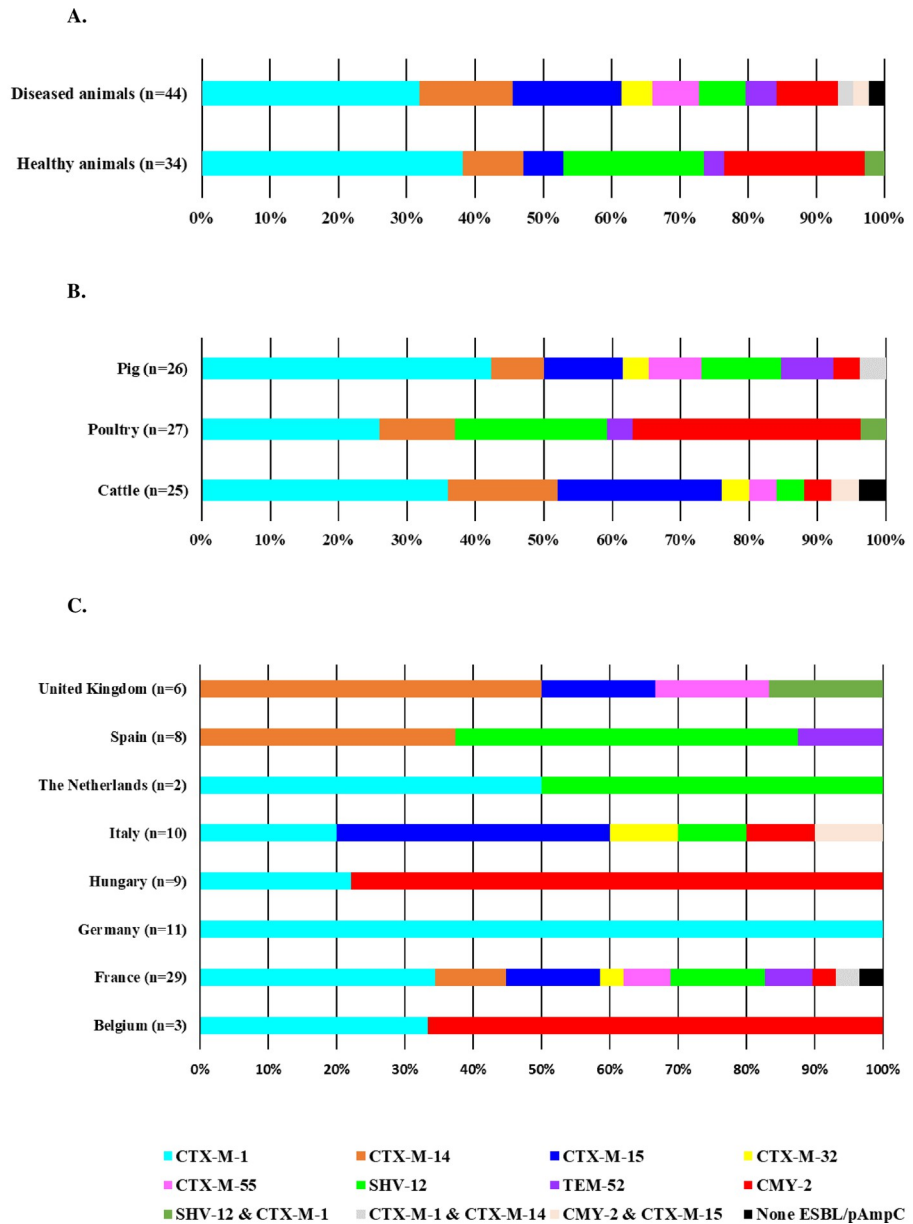 A.
Diseased animals (n=44)
Healthy animals (n=34)
0% 10% 20% 30% 40% 50% 60% 70% 80% 90% 100%
B.
Pig (n=26)
Poultry (n=27)
Cattle (n=25)
0% 10% 20% 30% 40% 50% 60% 70% 80% 90% 100%
C.
United Kingdom (n=6)
Spain (n=8)
The Netherlands (n=2)
Italy (n=10)
Hungary (n=9)
Germany (n=11)
France (n=29)
Belgium (n=3)
0% 10% 20% 30% 40% 50% 60% 70% 80% 90% 100%
CTX-M-1 CTX-M-14 CTX-M-15 CTX-M-32
CTX-M-55 SHV-12 TEM-52 CMY-2
SHV-12 & CTX-M-1 CTX-M-1 & CTX-M-14 CMY-2 & CTX-M-15 None ESBL/pAmpC